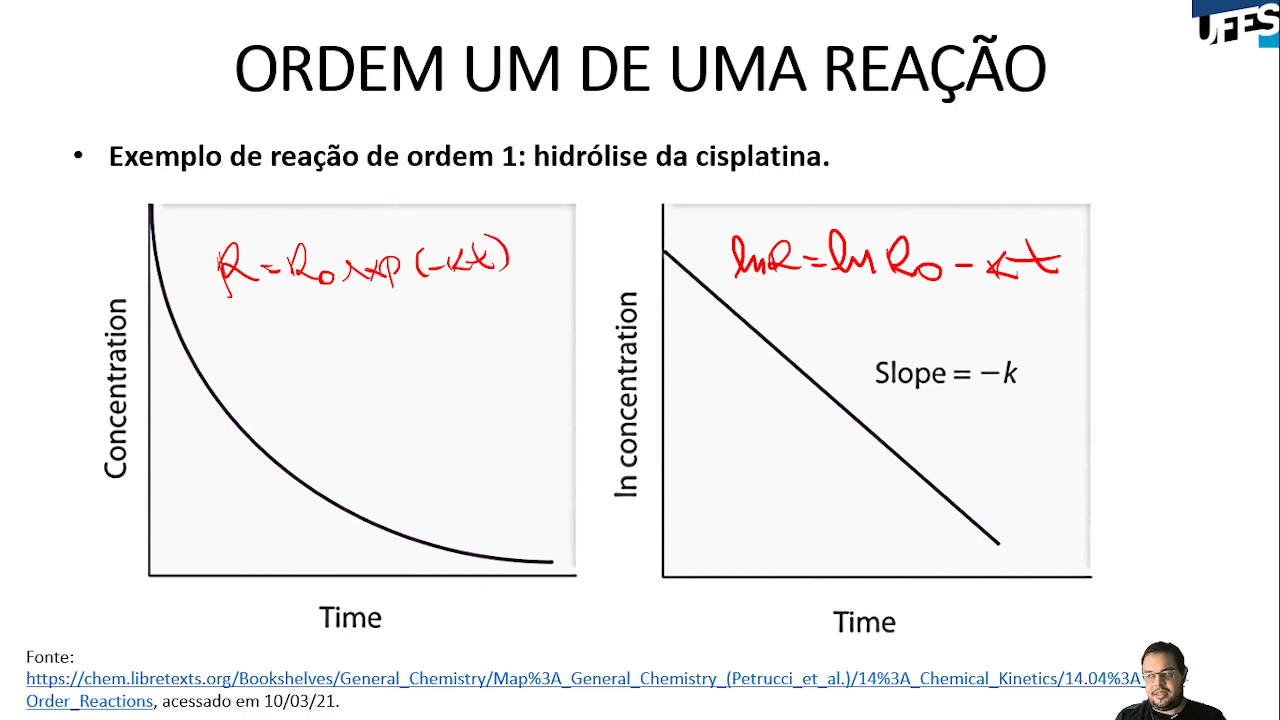 UFES
ORDEM UM DE UMA REAÇÃO
• Exemplo de reação de ordem 1: hidrólise da cisplatina.
R = R₀ exp (-kt)
Concentration
Time
ln R = ln R₀ - kt
Slope = −k
ln concentration
Time
Fonte:
https://chem.libretexts.org/Bookshelves/General_Chemistry/Map%3A_General_Chemistry_(Petrucci_et_al.)/14%3A_Chemical_Kinetics/14.04%3A
Order_Reactions, acessado em 10/03/21.